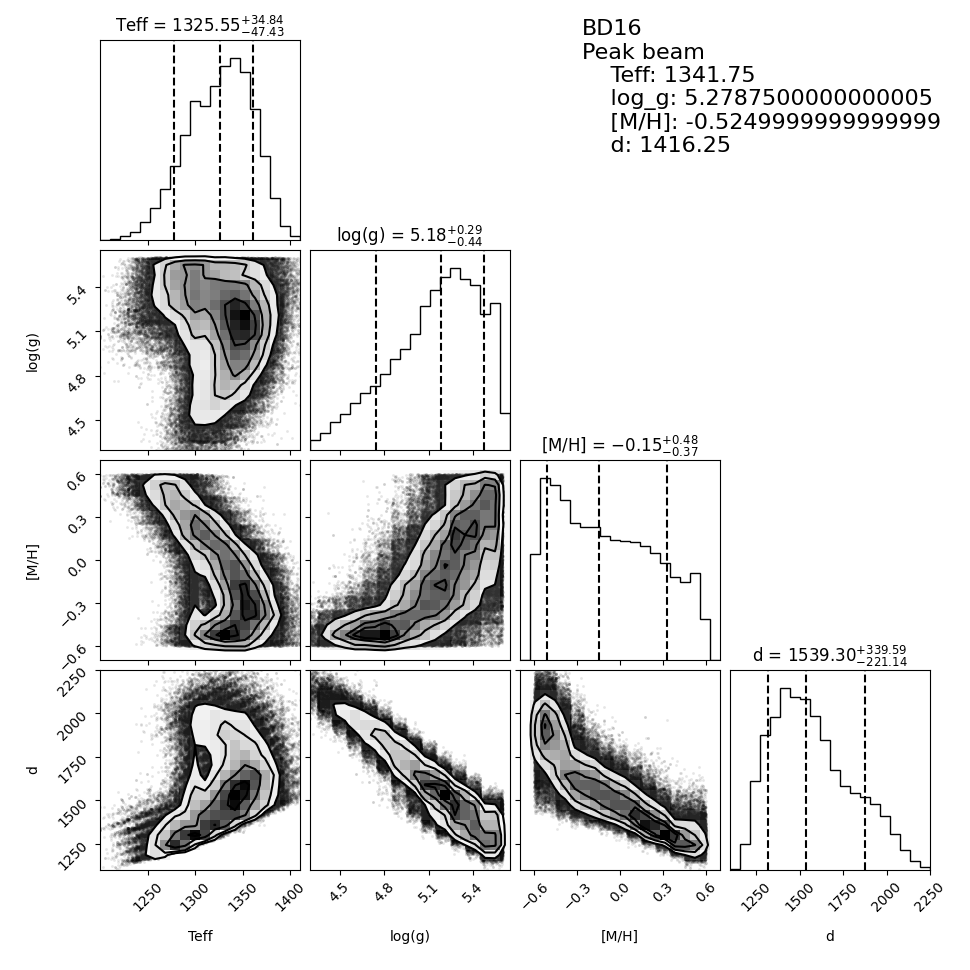 Teff = 1325.55+34.84−47.43
BD16
Peak beam
Teff: 1341.75
log_g: 5.2787500000000005
[M/H]: -0.5249999999999999
d: 1416.25
log(g) = 5.18+0.29−0.44
5.4
5.1
4.8
4.5
log(g)
[M/H] = −0.15+0.48−0.37
0.6
0.3
0.0
−0.3
−0.6
[M/H]
d = 1539.30+339.59−221.14
2250
2000
1750
1500
1250
d
1250 1300 1350 1400
4.5 4.8 5.1 5.4
−0.6 −0.3 0.0 0.3 0.6
1250 1500 1750 2000 2250
Teff log(g) [M/H] d